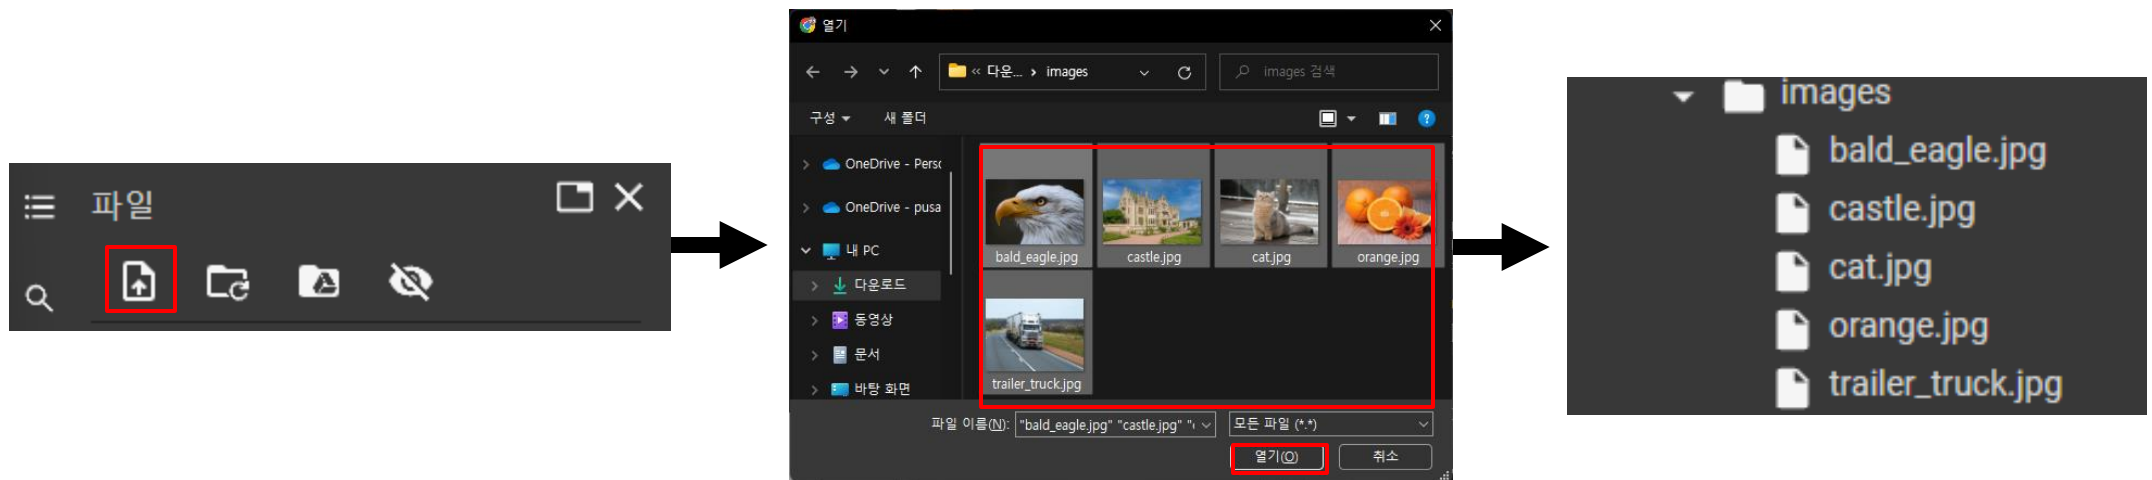 파일
열기
« 다운... › images
images 검색
구성
새 폴더
OneDrive - Persc
OneDrive - pusa
내 PC
다운로드
동영상
문서
바탕 화면
bald_eagle.jpg
castle.jpg
cat.jpg
orange.jpg
trailer_truck.jpg
파일 이름(N):
"bald_eagle.jpg" "castle.jpg"
모든 파일 (*.*)
열기(O)
취소
images
bald_eagle.jpg
castle.jpg
cat.jpg
orange.jpg
trailer_truck.jpg